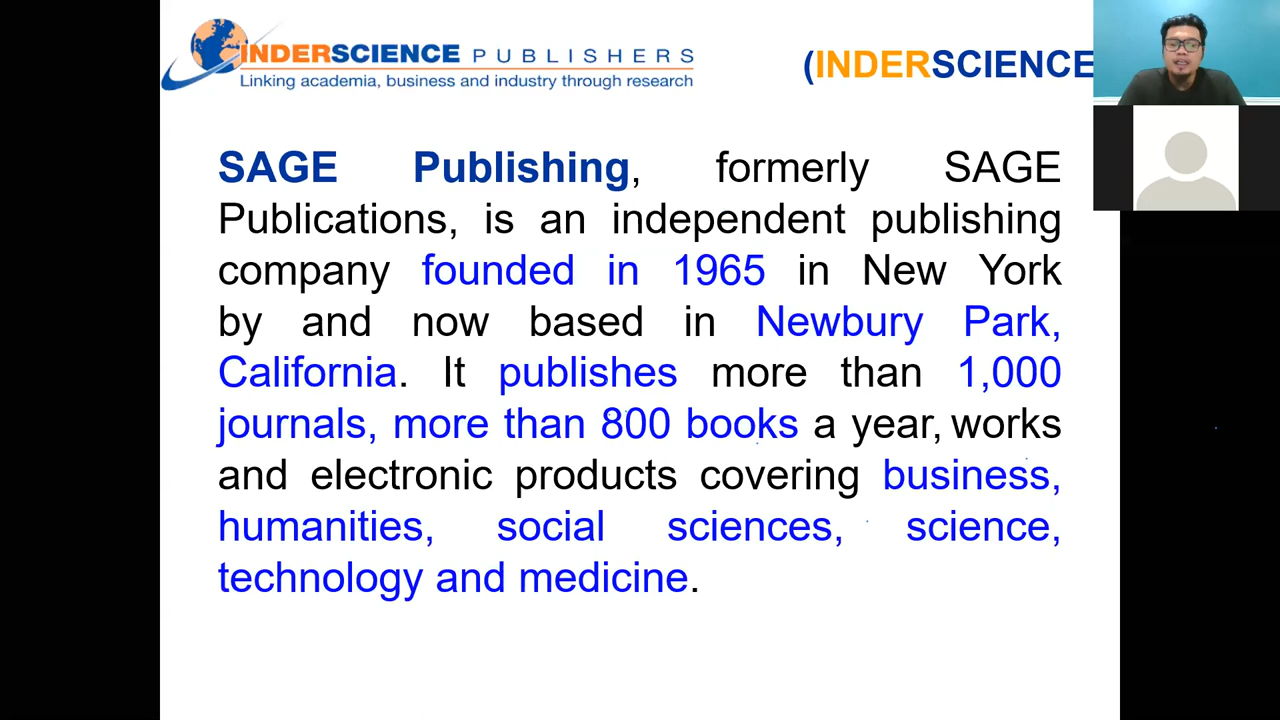 INDERSCIENCE PUBLISHERS
Linking academia, business and industry through research
(INDERSCIENCE
SAGE Publishing, formerly SAGE
Publications, is an independent publishing
company founded in 1965 in New York
by and now based in Newbury Park,
California. It publishes more than 1,000
journals, more than 800 books a year, works
and electronic products covering business,
humanities, social sciences, science,
technology and medicine.